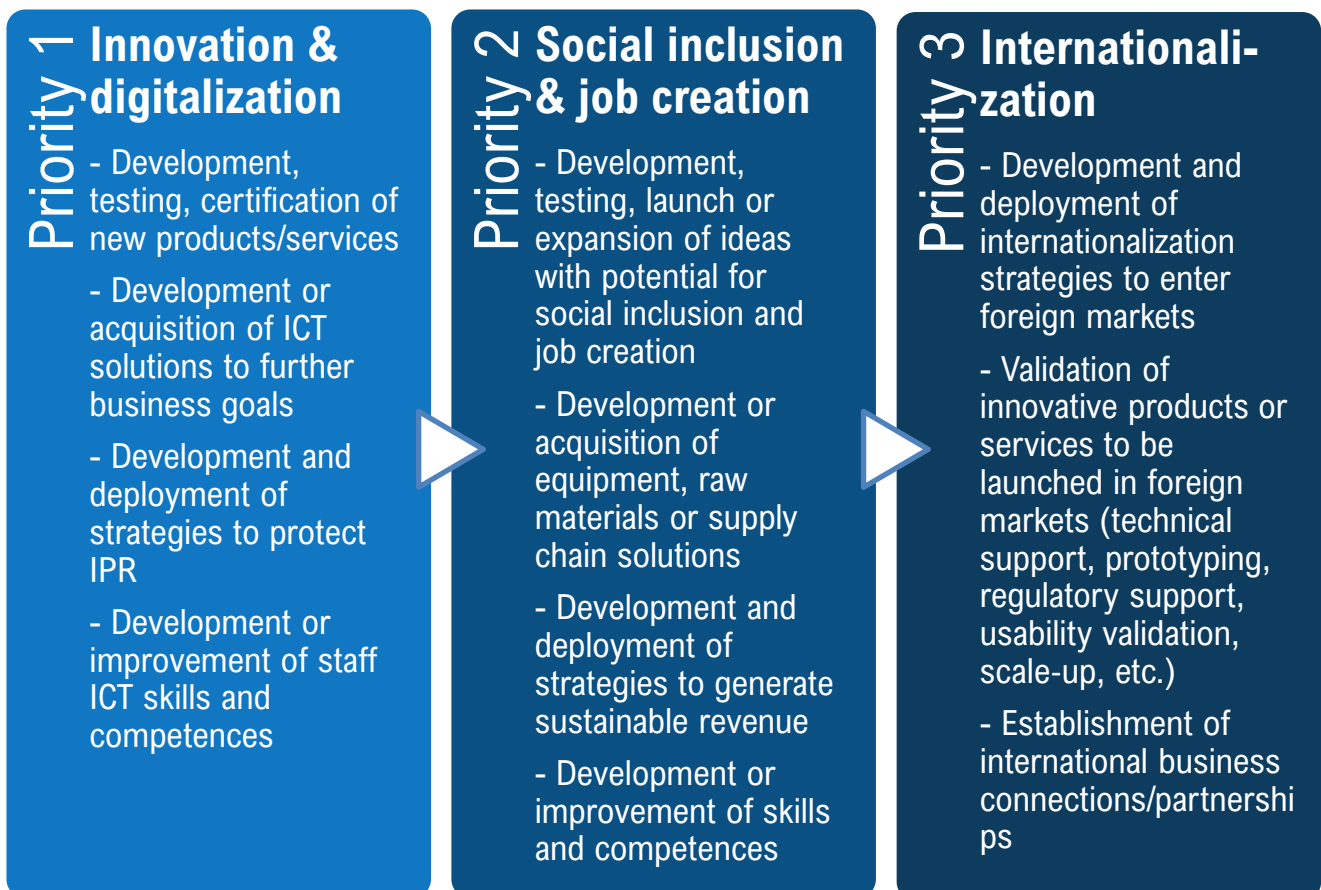 Priority 1
Innovation &
digitalization
- Development,
testing, certification of
new products/services
- Development or
acquisition of ICT
solutions to further
business goals
- Development and
deployment of
strategies to protect
IPR
- Development or
improvement of staff
ICT skills and
competences
Priority 2
Social inclusion
& job creation
- Development,
testing, launch or
expansion of ideas
with potential for
social inclusion and
job creation
- Development or
acquisition of
equipment, raw
materials or supply
chain solutions
- Development and
deployment of
strategies to generate
sustainable revenue
- Development or
improvement of skills
and competences
Priority 3
Internationali-
zation
- Development and
deployment of
internationalization
strategies to enter
foreign markets
- Validation of
innovative products or
services to be
launched in foreign
markets (technical
support, prototyping,
regulatory support,
usability validation,
scale-up, etc.)
- Establishment of
international business
connections/partnershi
ps